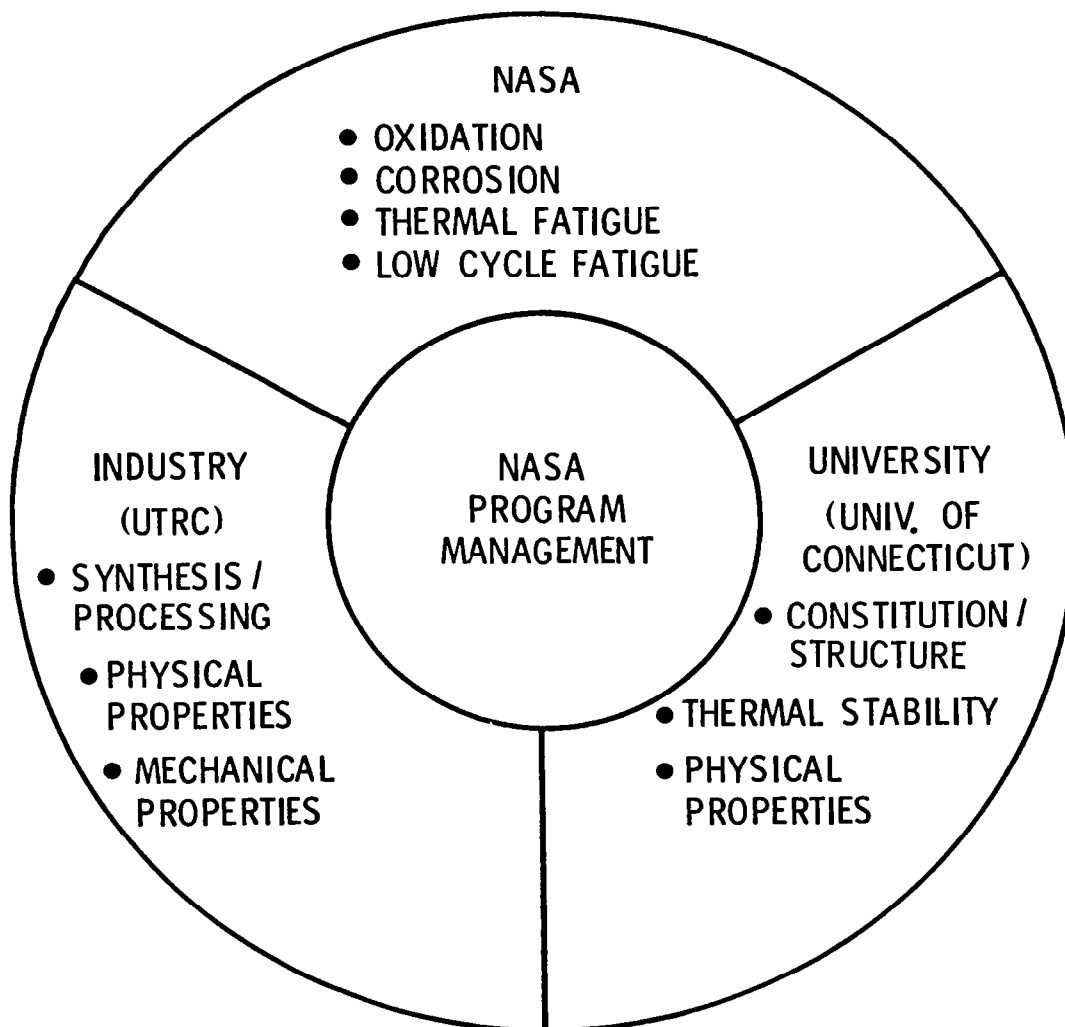 NASA
• OXIDATION
• CORROSION
• THERMAL FATIGUE
• LOW CYCLE FATIGUE
INDUSTRY
(UTRC)
• SYNTHESIS /
PROCESSING
• PHYSICAL
PROPERTIES
• MECHANICAL
PROPERTIES
NASA
PROGRAM
MANAGEMENT
UNIVERSITY
(UNIV. OF
CONNECTICUT)
• CONSTITUTION /
STRUCTURE
• THERMAL STABILITY
• PHYSICAL
PROPERTIES